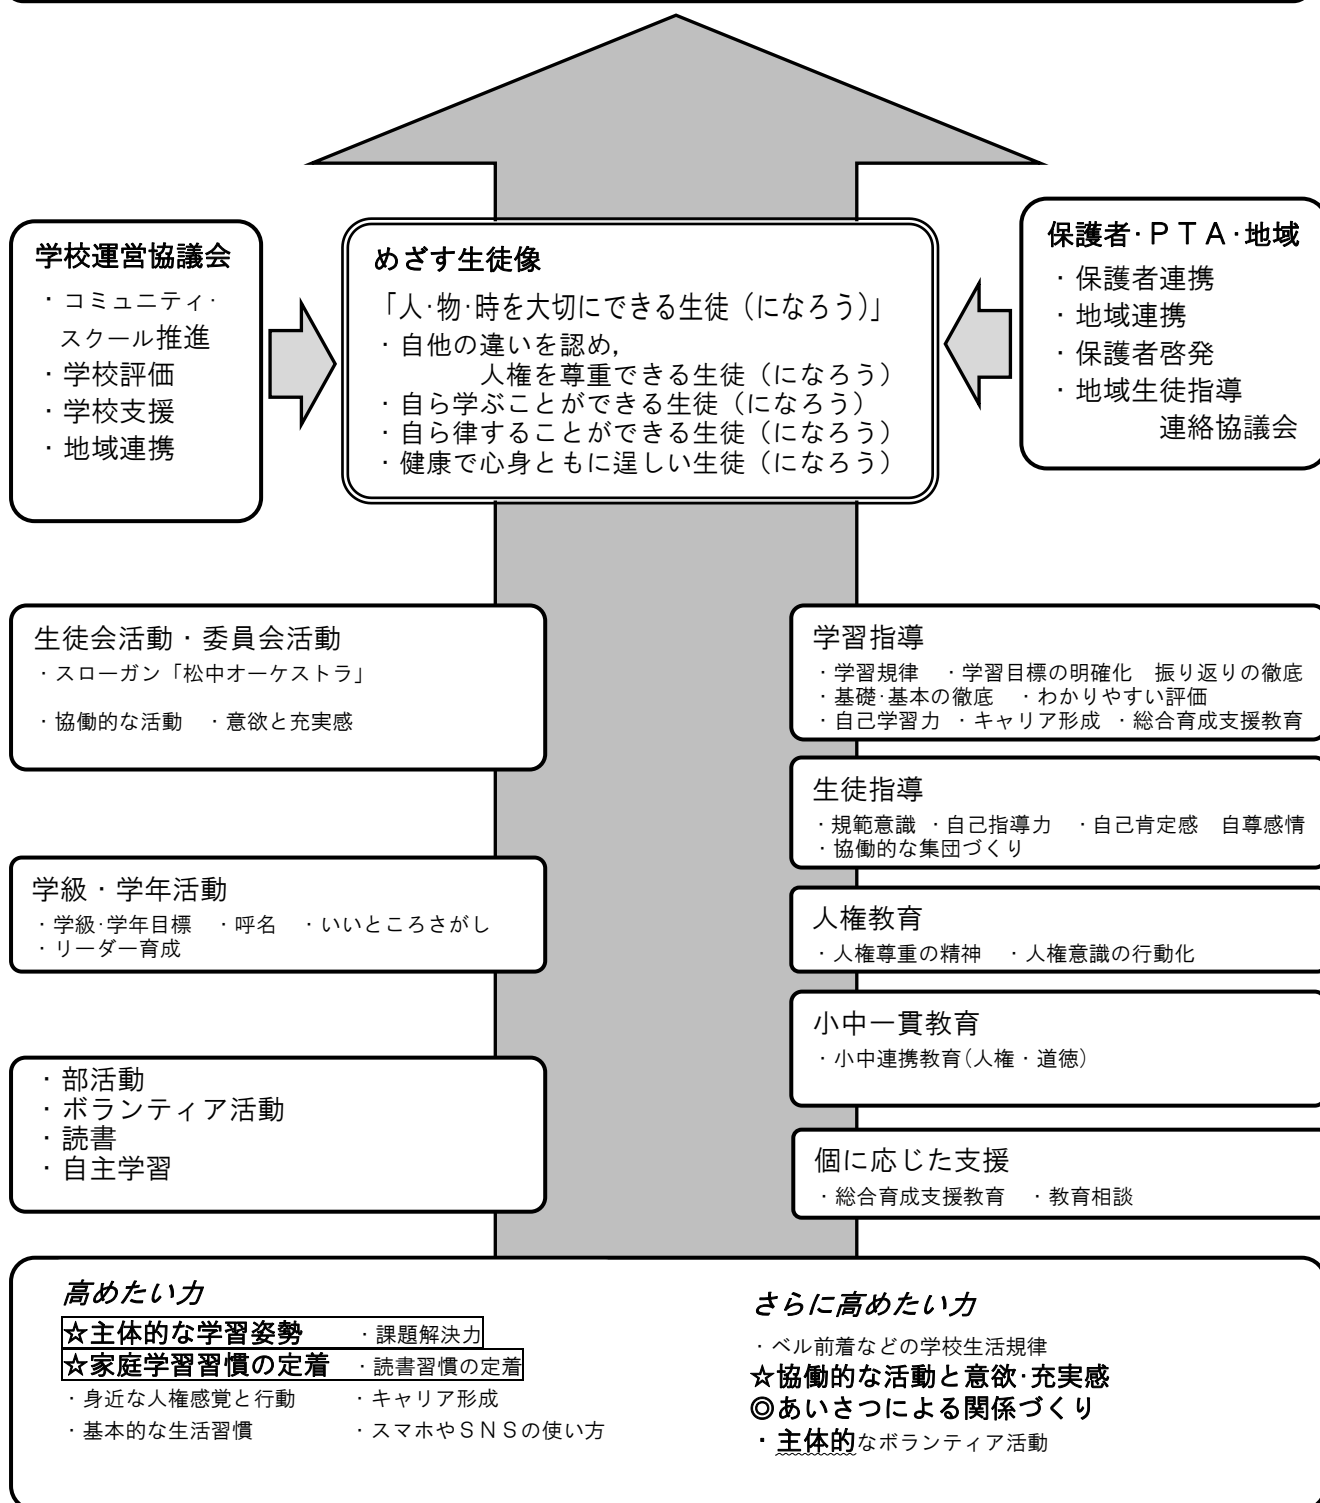 学校運営協議会
・コミュニティ・
スクール推進
・学校評価
・学校支援
・地域連携
めざす生徒像
「人・物・時を大切にできる生徒（になろう）」
・自他の違いを認め，
人権を尊重できる生徒（になろう）
・自ら学ぶことができる生徒（になろう）
・自ら律することができる生徒（になろう）
・健康で心身ともに逞しい生徒（になろう）
保護者・ＰＴＡ・地域
・保護者連携
・地域連携
・保護者啓発
・地域生徒指導
連絡協議会
生徒会活動・委員会活動
・スローガン「松中オーケストラ」
・協働的な活動　・意欲と充実感
学級・学年活動
・学級・学年目標　・呼名　・いいところさがし
・リーダー育成
・部活動
・ボランティア活動
・読書
・自主学習
学習指導
・学習規律　・学習目標の明確化　振り返りの徹底
・基礎・基本の徹底　・わかりやすい評価
・自己学習力　・キャリア形成　・総合育成支援教育
生徒指導
・規範意識　・自己指導力　・自己肯定感　自尊感情
・協働的な集団づくり
人権教育
・人権尊重の精神　・人権意識の行動化
小中一貫教育
・小中連携教育（人権・道徳）
個に応じた支援
・総合育成支援教育　・教育相談
高めたい力
☆主体的な学習姿勢　・課題解決力
☆家庭学習習慣の定着　・読書習慣の定着
・身近な人権感覚と行動　・キャリア形成
・基本的な生活習慣　・スマホやＳＮＳの使い方
さらに高めたい力
・ベル前着などの学校生活規律
☆協働的な活動と意欲・充実感
◎あいさつによる関係づくり
・主体的なボランティア活動